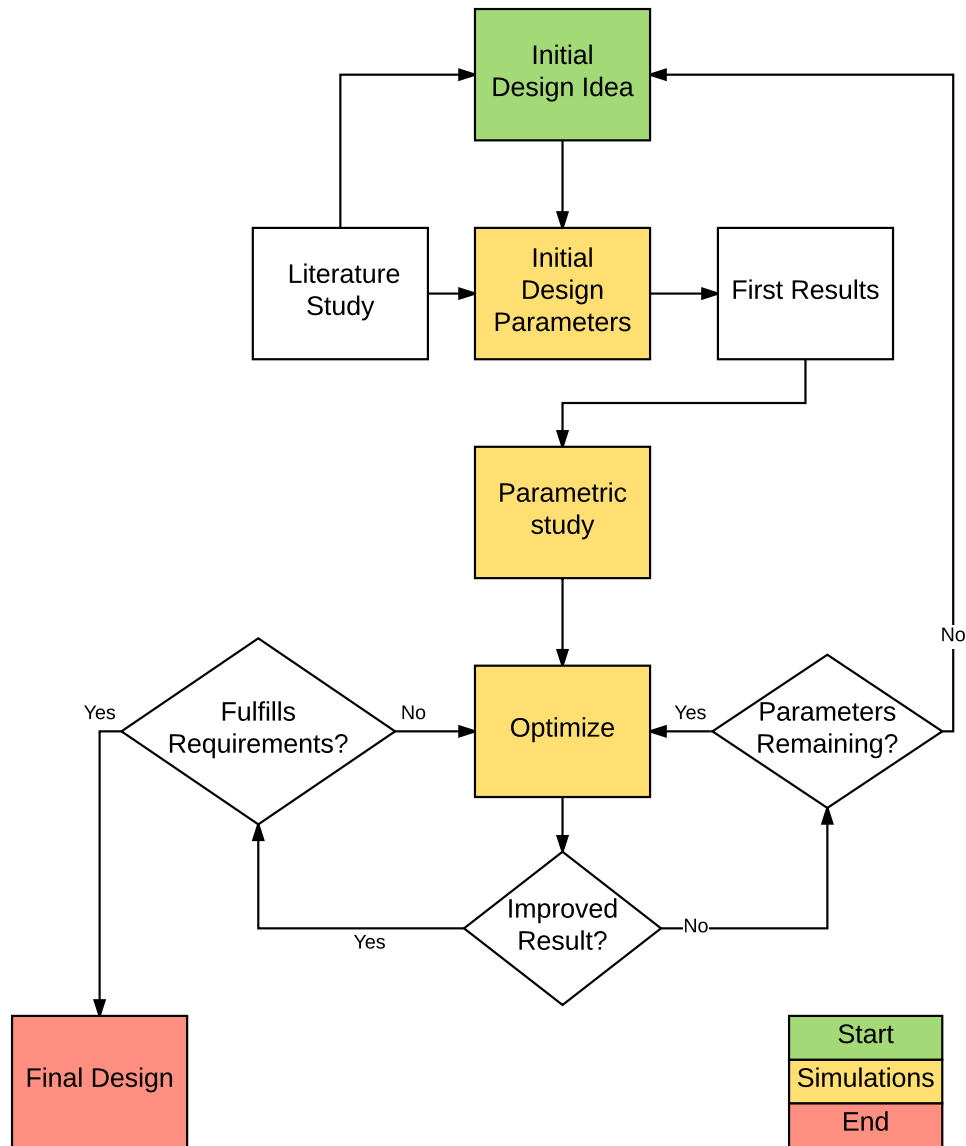 Initial
Design Idea
Literature
Study
Initial
Design
Parameters
First Results
Parametric
study
No
Yes
Fulfills
Requirements?
No
Optimize
Yes
Parameters
Remaining?
Improved
Result?
Yes
No
Final Design
Start
Simulations
End